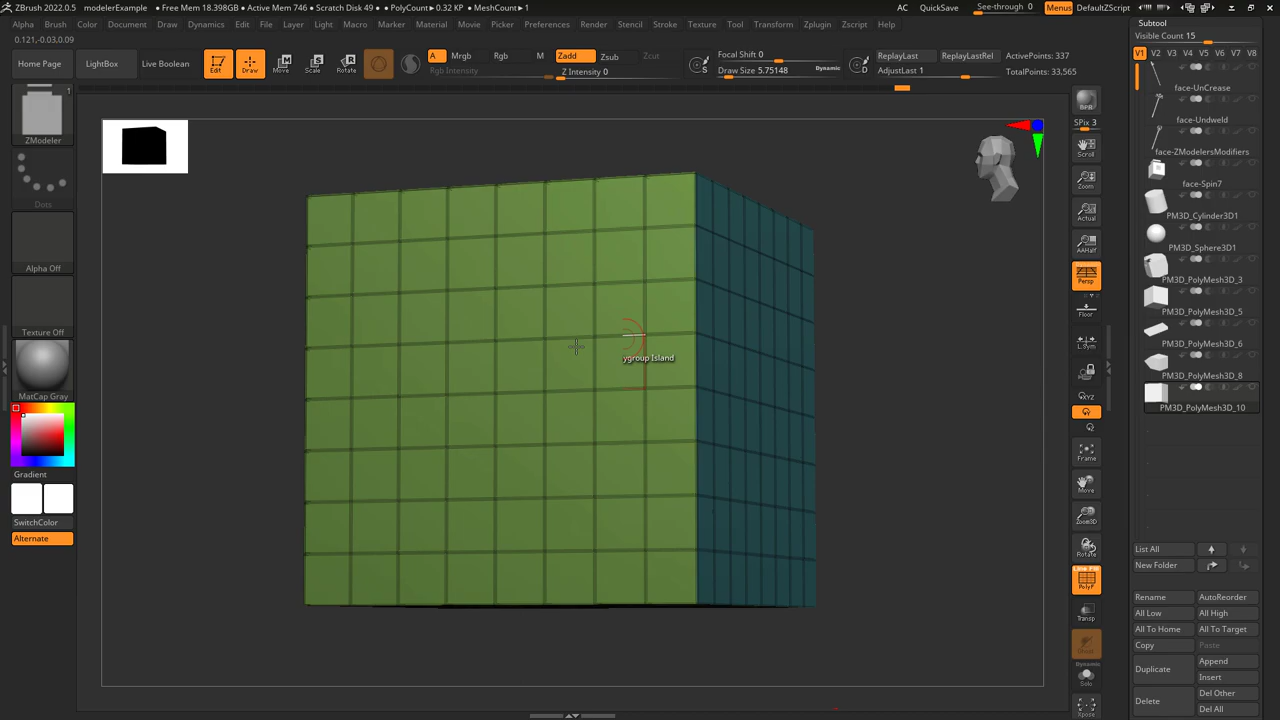 ZBrush 2022.0.5 modelerExample • Free Mem 18.398GB • Active Mem 746 • Scratch Disk 49 • PolyCount▸0.32 KP • MeshCount▸1 AC QuickSave See-through 0 Menus DefaultZScript
Alpha Brush Color Document Draw Dynamics Edit File Layer Light Macro Marker Material Movie Picker Preferences Render Stencil Stroke Texture Tool Transform Zplugin Zscript Help
0.121,-0.03,0.09
Home Page LightBox Live Boolean Edit Draw Move Scale Rotate
A Mrgb Rgb M Zadd Zsub Zcut
Rgb Intensity Z Intensity 0
S Focal Shift 0
Draw Size 5.75148 Dynamic
D ReplayLast ReplayLastRel
AdjustLast 1
ActivePoints: 337
TotalPoints: 33,565
1
ZModeler
Dots
Alpha Off
Texture Off
MatCap Gray
Gradient
SwitchColor
Alternate
ygroup Island
BPR
SPix 3
Scroll
Zoom
Actual
AAHalf
Persp
Floor
L.Sym
XYZ
Y
Z
Frame
Move
Zoom3D
Rotate
Line Fill
PolyF
Transp
Ghost
Dynamic
Solo
Xpose
Subtool
Visible Count 15
V1 V2 V3 V4 V5 V6 V7 V8
face-UnCrease
face-Undweld
face-ZModelersModifiers
face-Spin7
PM3D_Cylinder3D1
PM3D_Sphere3D1
PM3D_PolyMesh3D_3
PM3D_PolyMesh3D_5
PM3D_PolyMesh3D_6
PM3D_PolyMesh3D_8
PM3D_PolyMesh3D_10
List All
New Folder
Rename AutoReorder
All Low All High
All To Home All To Target
Copy Paste
Duplicate Append
Insert
Delete Del Other
Del All